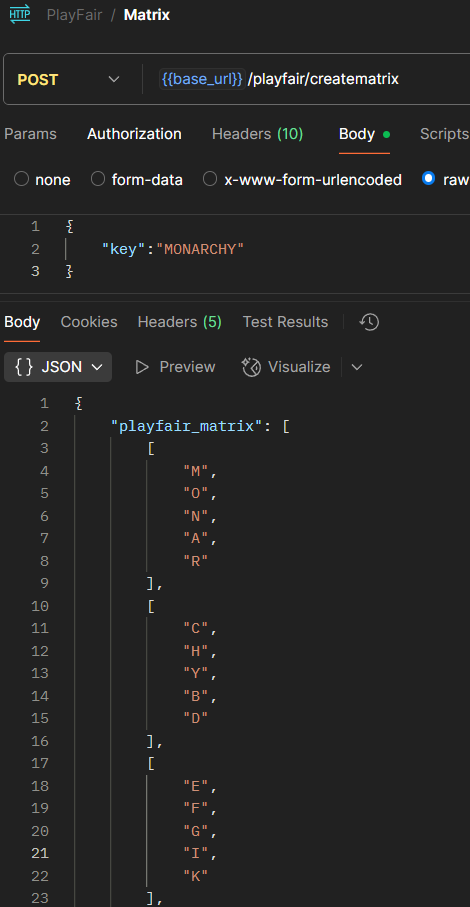 HTTP PlayFair / Matrix
POST {{base_url}}/playfair/creatematrix
Params Authorization Headers (10) Body Scripts
none form-data x-www-form-urlencoded raw
1 {
2 "key":"MONARCHY"
3 }
Body Cookies Headers (5) Test Results
{} JSON Preview Visualize
1 {
2 "playfair_matrix": [
3 [
4 "M",
5 "O",
6 "N",
7 "A",
8 "R"
9 ],
10 [
11 "C",
12 "H",
13 "Y",
14 "B",
15 "D"
16 ],
17 [
18 "E",
19 "F",
20 "G",
21 "I",
22 "K"
23 ],